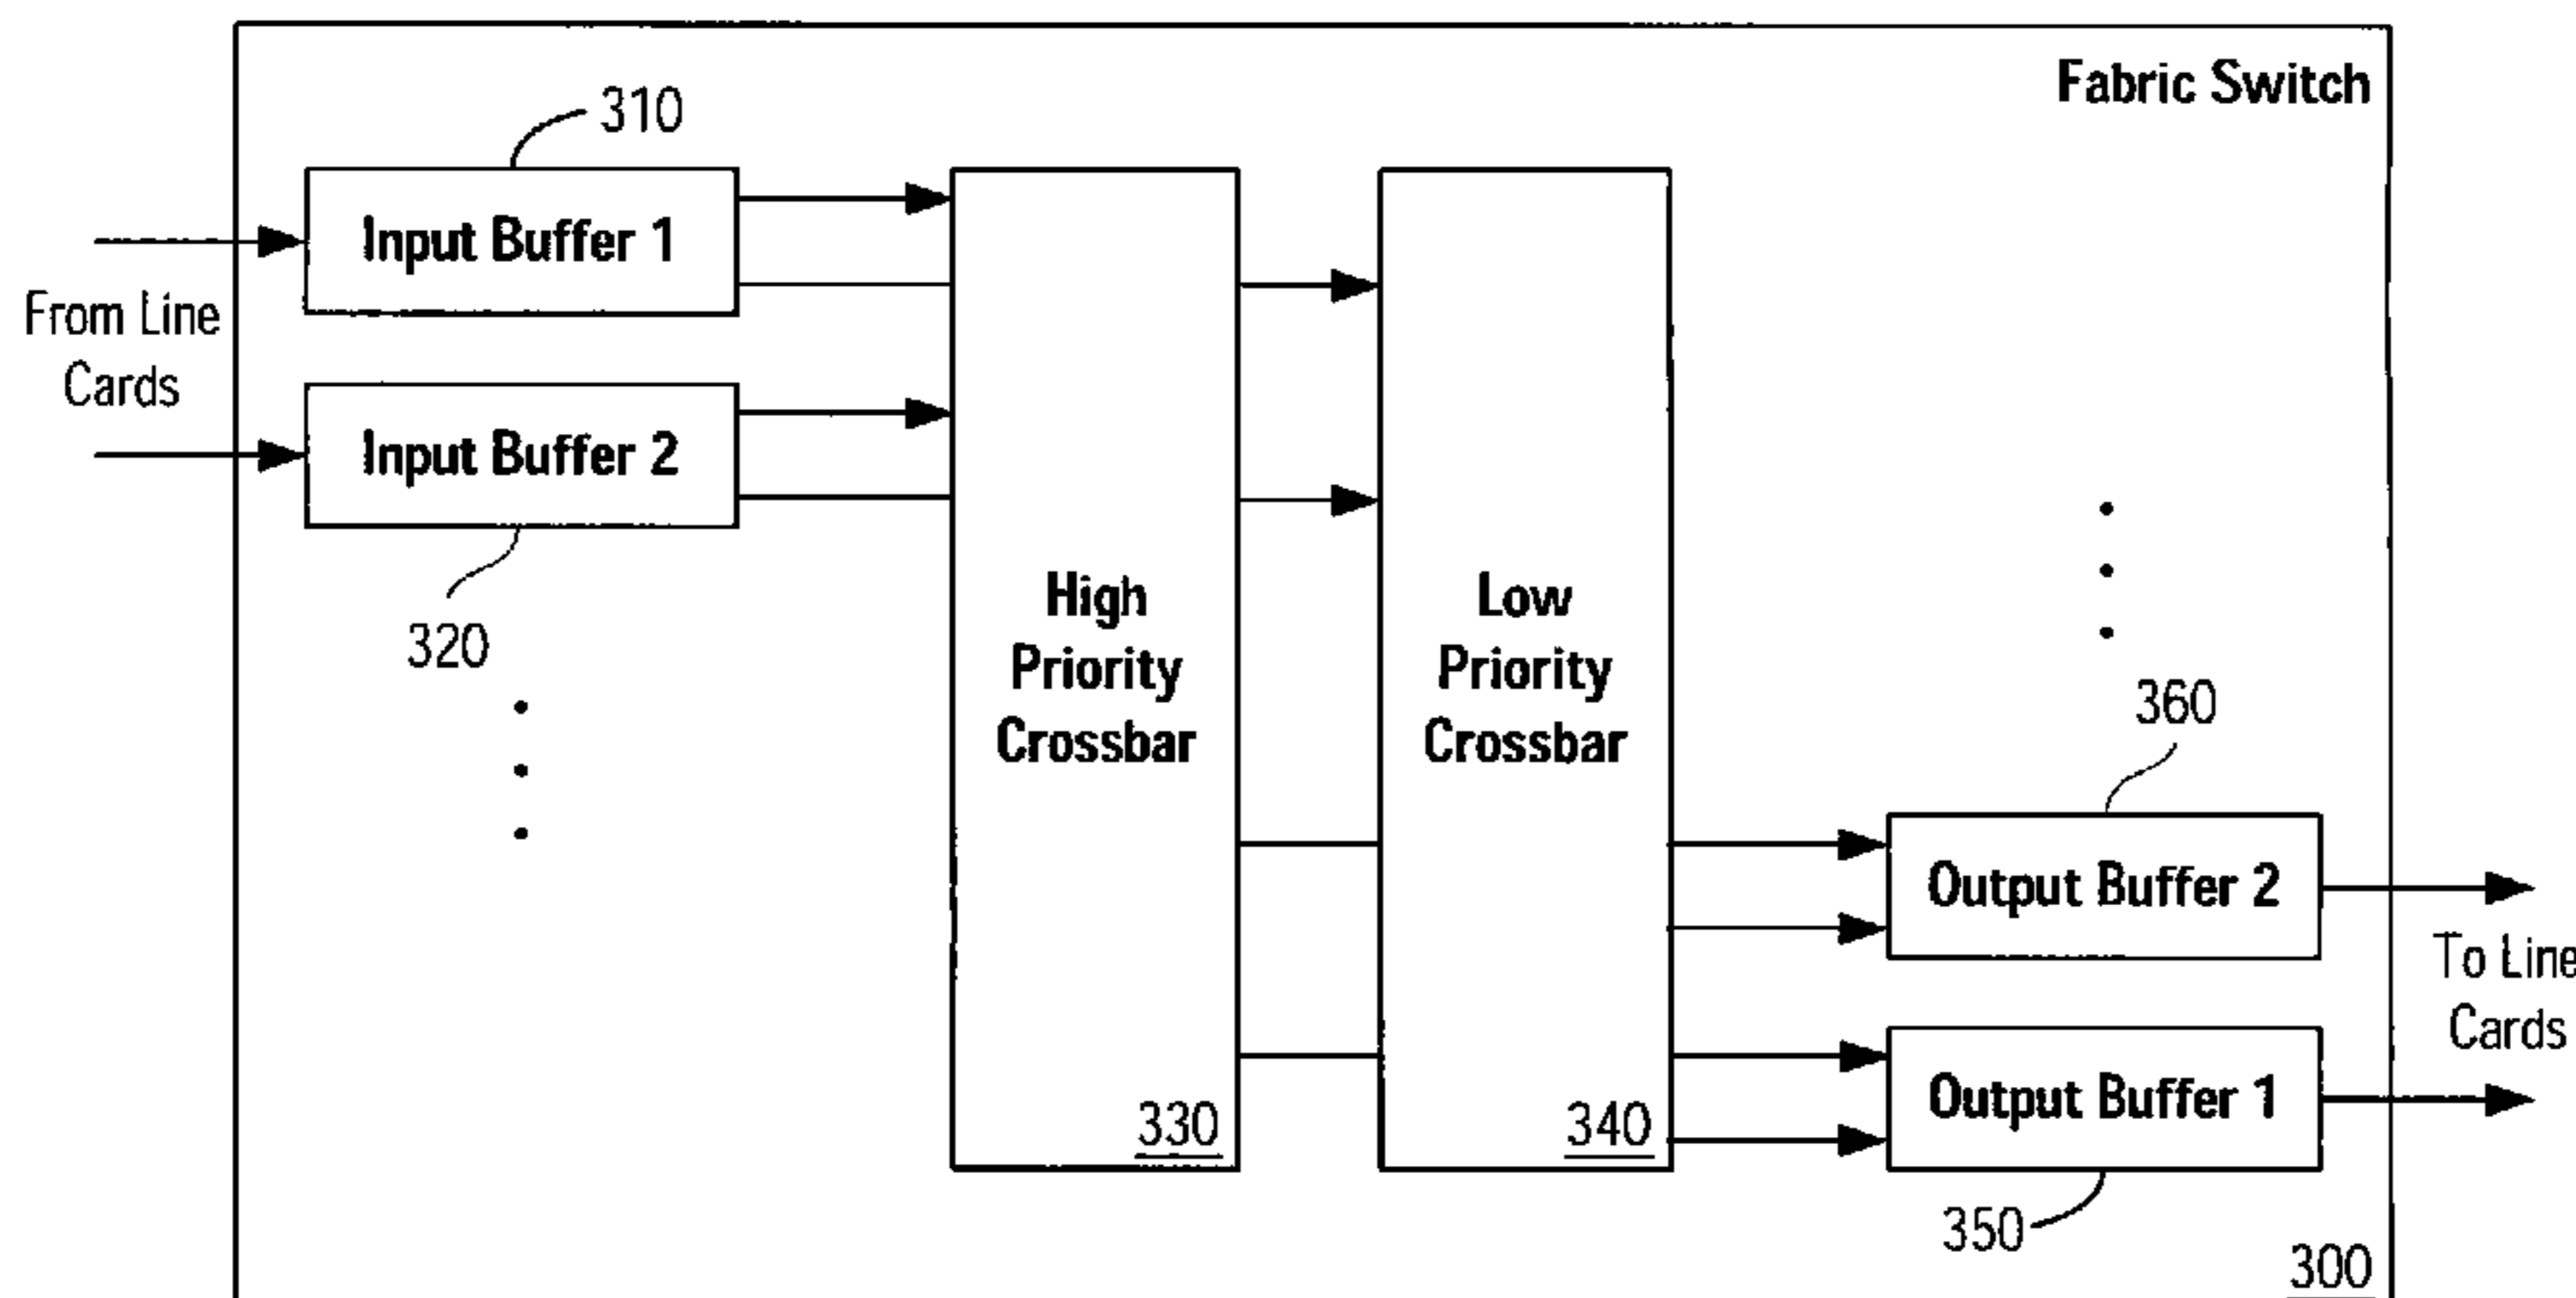 Fabric Switch
310
Input Buffer 1
From Line
Cards
Input Buffer 2
320
High
Priority
Crossbar
330
Low
Priority
Crossbar
340
360
Output Buffer 2
To Line
Cards
Output Buffer 1
350
300